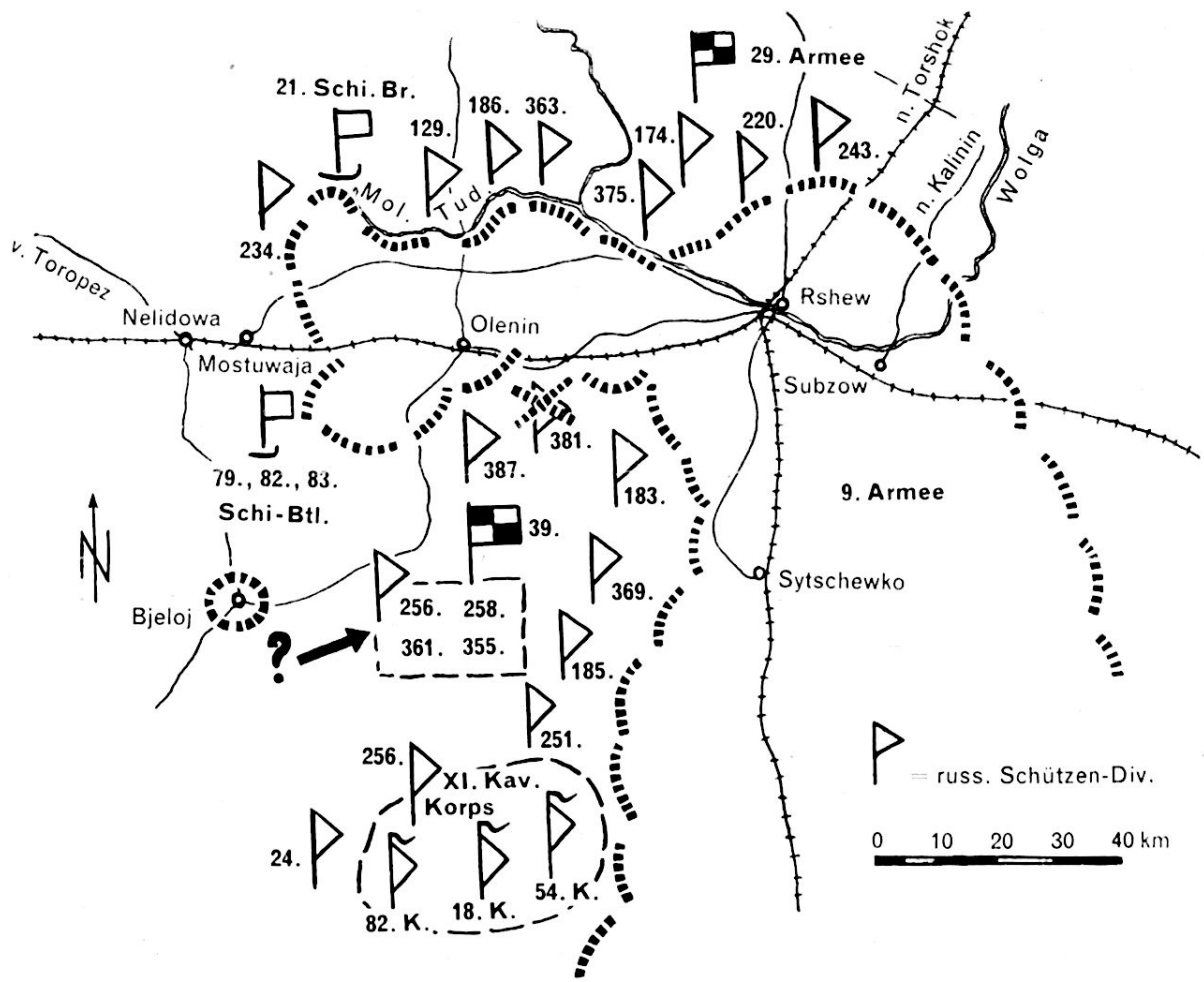 29. Armee
n. Torshok
21. Schi. Br.
186.
363.
129.
174.
220.
243.
n. Kalinin
Wolga
375.
Mol. Tud.
234.
v. Toropez
Nelidowa
Olenin
Rshew
Mostuwaja
Subzow
381.
387.
183.
79., 82., 83.
Schi-Btl.
9. Armee
N
39.
Sytschewko
369.
256. 258.
Bjeloj
?
361. 355.
185.
251.
256.
XI. Kav.
Korps
= russ. Schützen-Div.
24.
0 10 20 30 40 km
54. K.
18. K.
82. K.